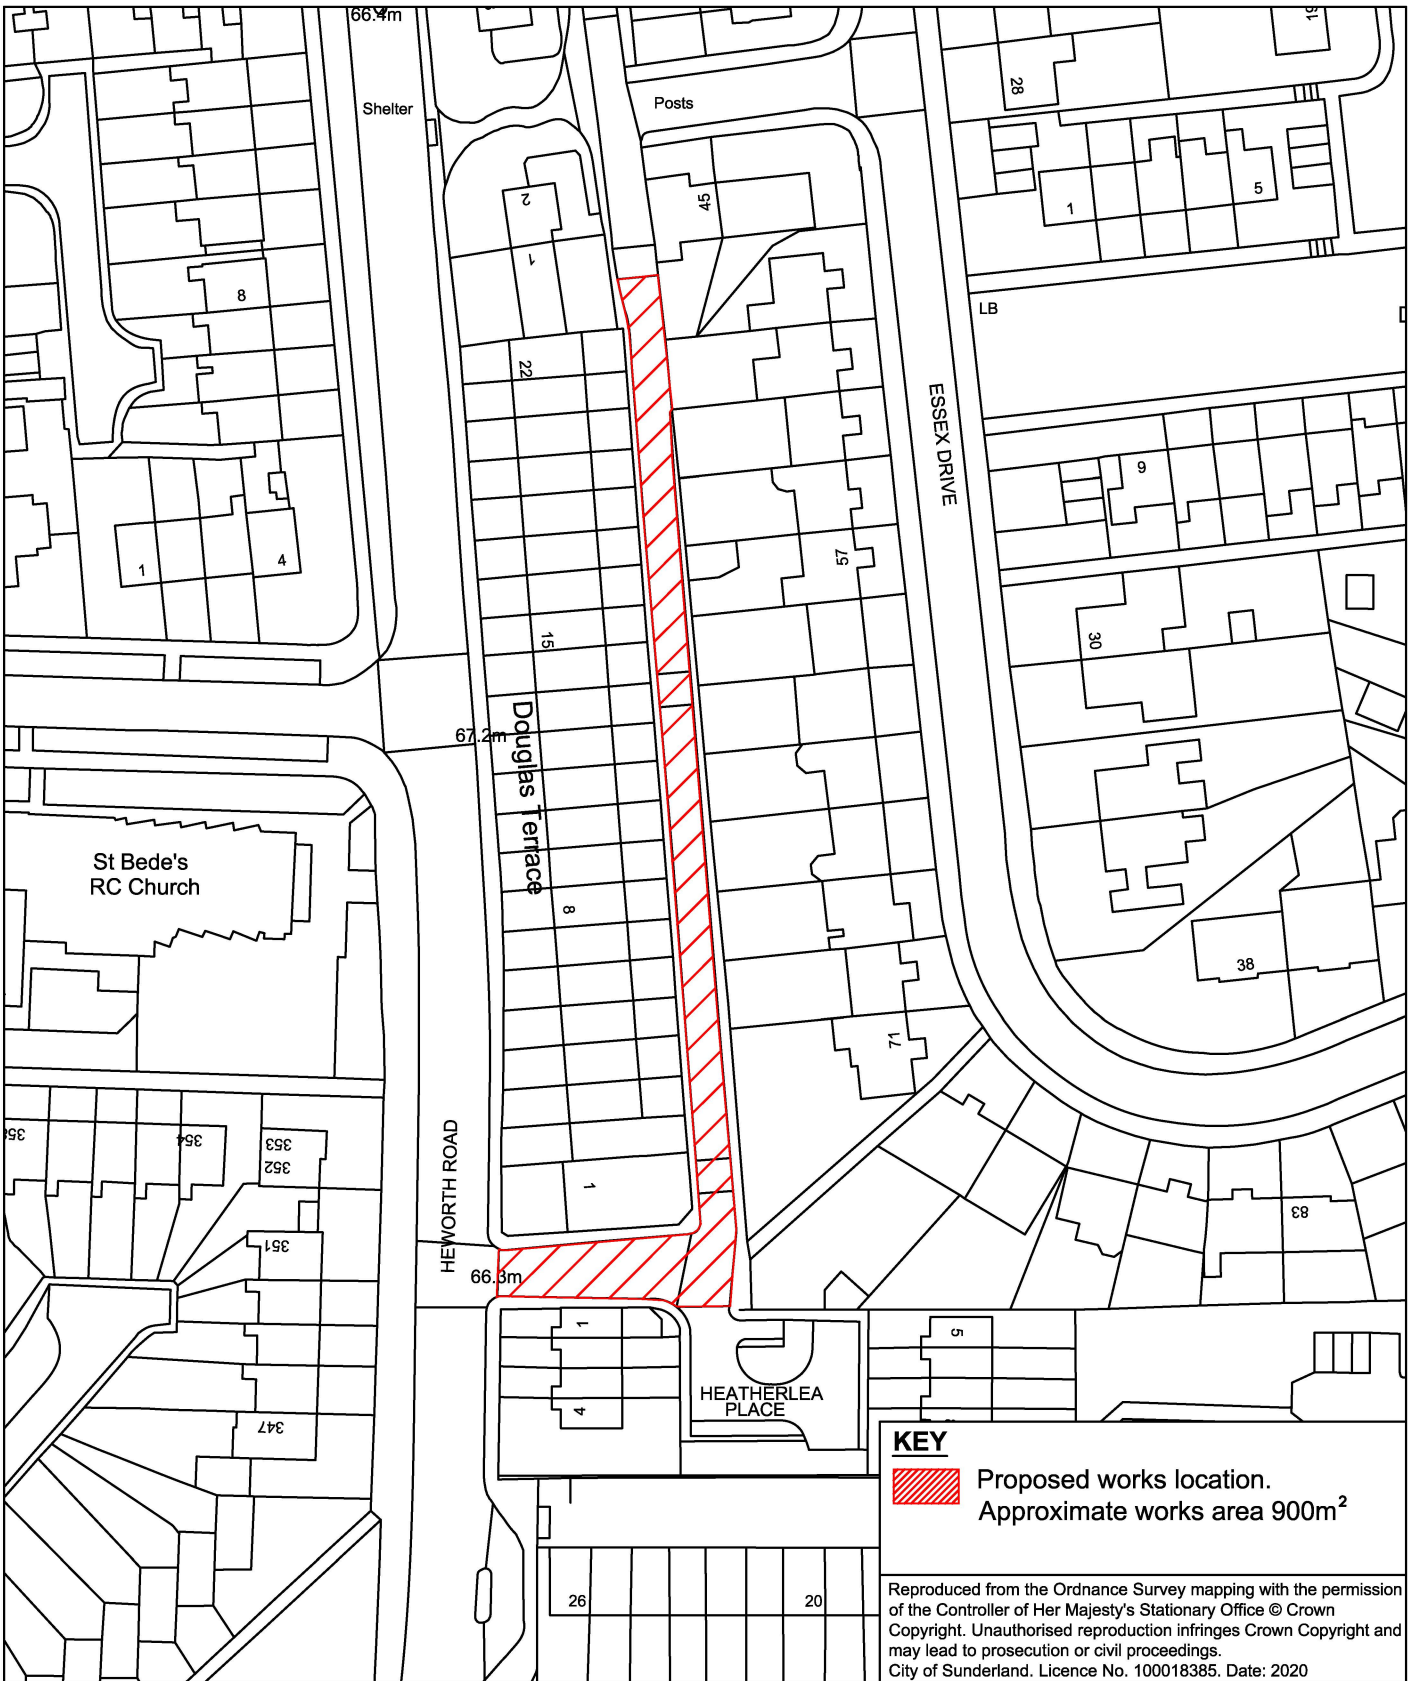 66.4m
19
Shelter
Posts
28
2
45
1
5
1
8
LB
22
ESSEX DRIVE
9
57
1
4
15
30
67.2m
Douglas Terrace
St Bede's
RC Church
8
38
71
354
353
352
HEWORTH ROAD
1
83
351
66.3m
1
5
HEATHERLEA
PLACE
4
347
KEY
Proposed works location.
Approximate works area 900m²
26
20
Reproduced from the Ordnance Survey mapping with the permission
of the Controller of Her Majesty's Stationary Office © Crown
Copyright. Unauthorised reproduction infringes Crown Copyright and
may lead to prosecution or civil proceedings.
City of Sunderland. Licence No. 100018385. Date: 2020